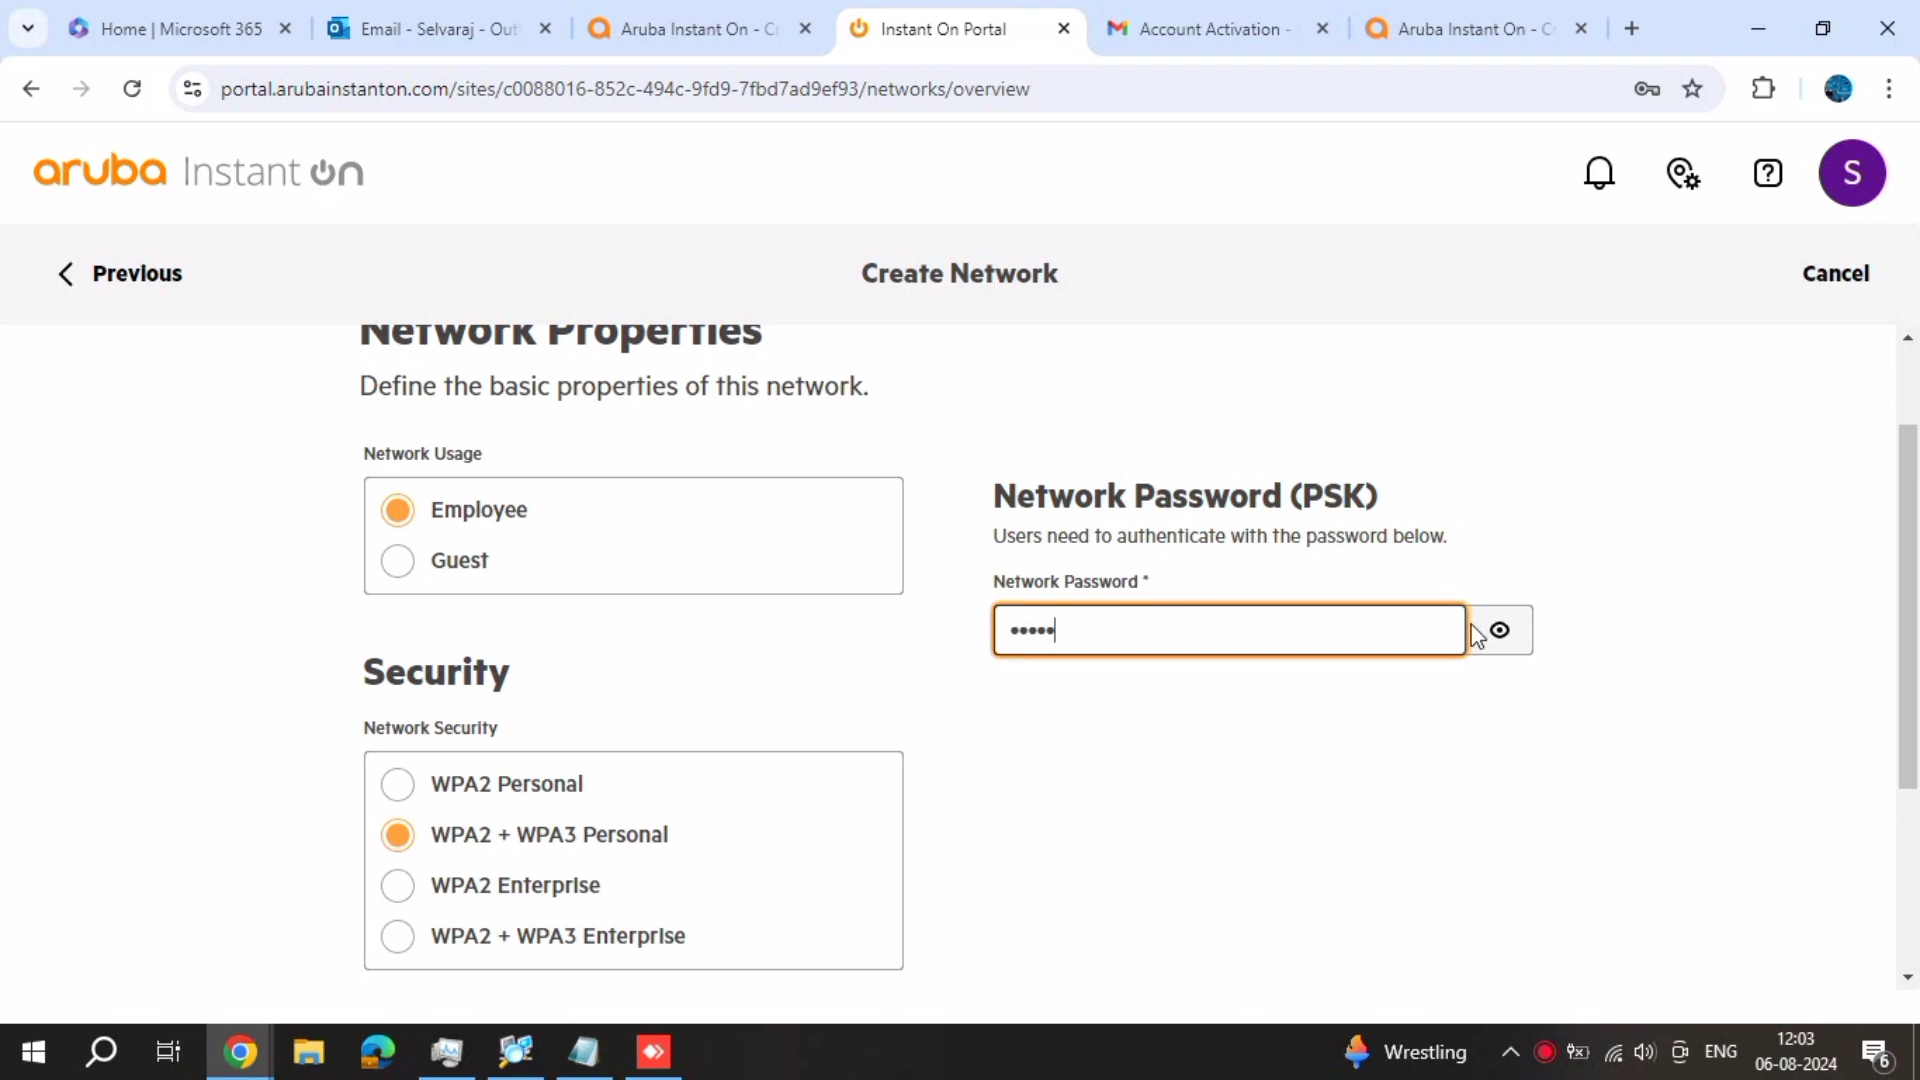 Home | Microsoft 365
Email - Selvaraj - Out
Aruba Instant On - C
Instant On Portal
Account Activation -
Aruba Instant On - C
portal.arubainstanton.com/sites/c0088016-852c-494c-9fd9-7fbd7ad9ef93/networks/overview
aruba Instant On
S
Previous
Create Network
Cancel
Network Properties
Define the basic properties of this network.
Network Usage
Employee
Guest
Network Password (PSK)
Users need to authenticate with the password below.
Network Password *
•••••
Security
Network Security
WPA2 Personal
WPA2 + WPA3 Personal
WPA2 Enterprise
WPA2 + WPA3 Enterprise
Wrestling
ENG
12:03
06-08-2024
6